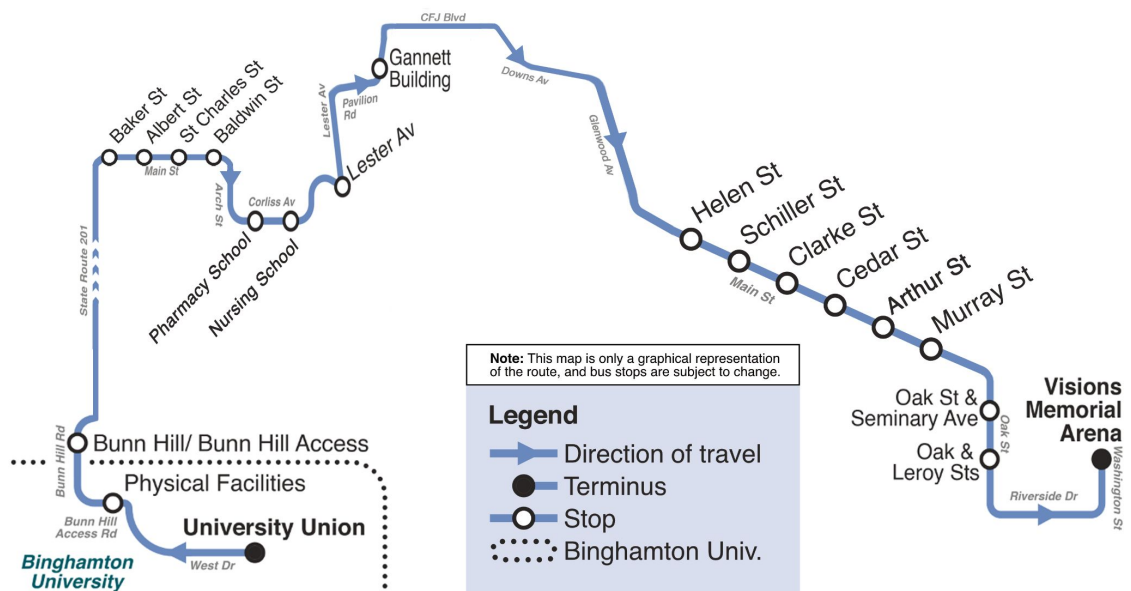 CFJ Blvd
Gannett
Building
Downs Av
Lester Av
Pavilion
Rd
Baker St
Albert St
St Charles St
Baldwin St
Main St
Arch St
Corliss Av
Lester Av
Pharmacy School
Nursing School
Glenwood Av
Helen St
Schiller St
Clarke St
Cedar St
Arthur St
Murray St
Main St
State Route 201
Note: This map is only a graphical representation
of the route, and bus stops are subject to change.
Legend
Direction of travel
Terminus
Stop
Binghamton Univ.
Oak St &
Seminary Ave
Oak St
Oak &
Leroy Sts
Visions
Memorial
Arena
Washington St
Riverside Dr
Bunn Hill Rd
Bunn Hill/ Bunn Hill Access
Physical Facilities
Bunn Hill
Access Rd
University Union
West Dr
Binghamton
University